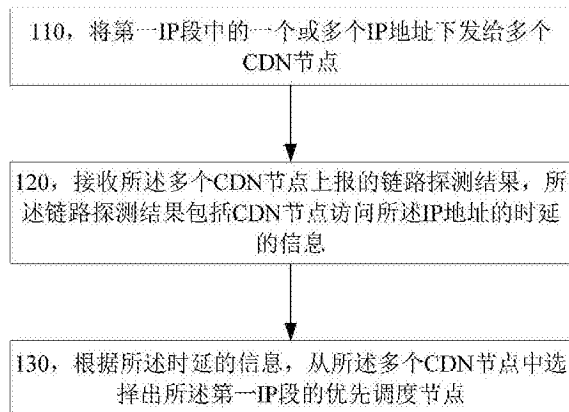 110，将第一IP段中的一个或多个IP地址下发给多个
CDN节点
120，接收所述多个CDN节点上报的链路探测结果，所
述链路探测结果包括CDN节点访问所述IP地址的时延
的信息
130，根据所述时延的信息，从所述多个CDN节点中选
择出所述第一IP段的优先调度节点